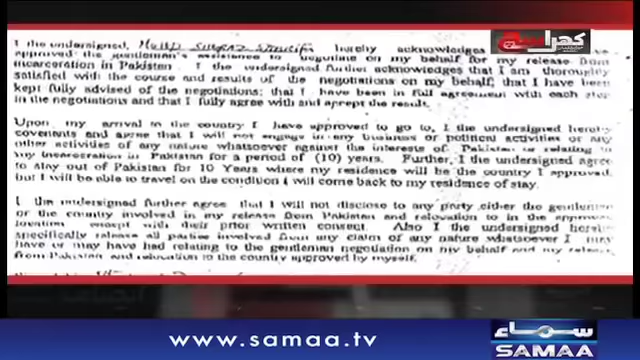 کھرا سچ
I the undersigned, hereby acknowledges
approved the gentleman's assistance to negotiate on my behalf for my release from
incarceration in Pakistan. I the undersigned further acknowledges that I am thoroughly
satisfied with the course and results of the negotiations on my behalf; that I have been
kept fully advised of the negotiations; that I have been in full agreement with each step
in the negotiations and that I fully agree with and accept the result.
Upon my arrival in the country I have approved to go to, I the undersigned hereby
covenants and agree that I will not engage in any business or political activities or any
other activities of any nature whatsoever against the interests of Pakistan or relating to
my incarceration in Pakistan for a period of (10) years. Further, I the undersigned agree
to stay out of Pakistan for 10 Years where my residence will be the country I approved,
but I will be able to travel on the condition I will come back to my residence of stay.
I the undersigned further agree that I will not disclose to any party either the gentleman
or the country involved in my release from Pakistan and relocation to in the approved
location, except with their prior written consent. Also I the undersigned hereby
specifically release all parties involved from any claim of any nature whatsoever I may
have or may have had relating to the gentleman negotiation on my behalf and my release
from Pakistan and relocation to the country approved by myself.
www.samaa.tv
سماء
SAMAA